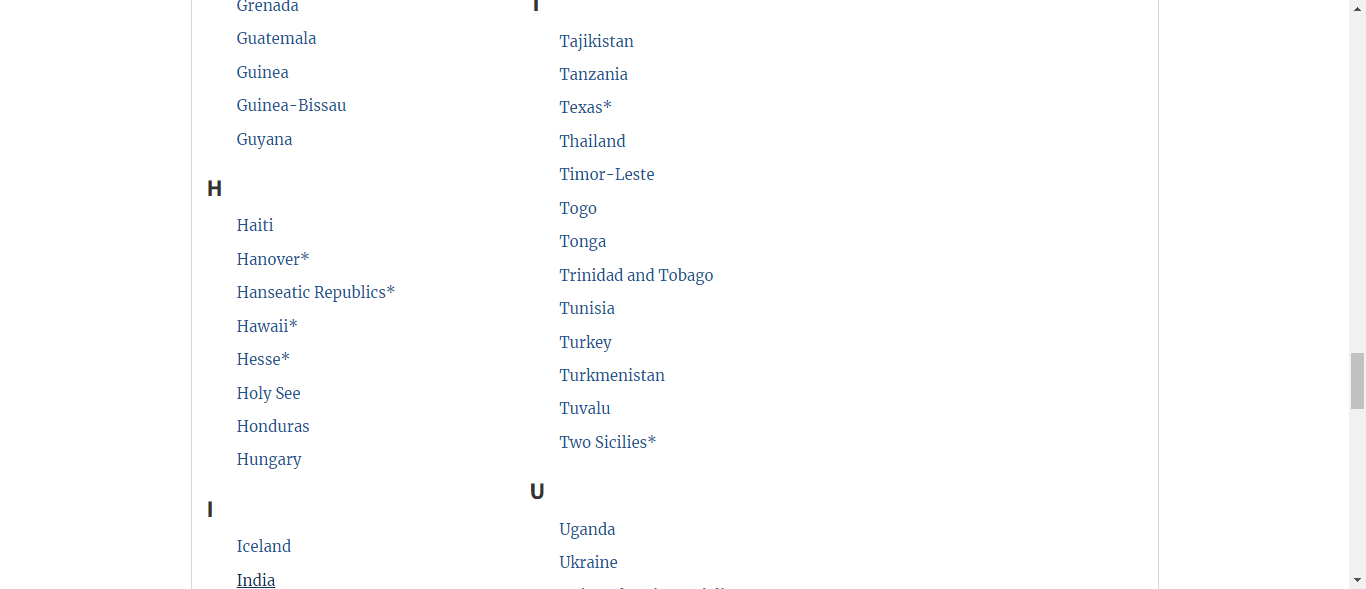 Grenada
Guatemala
Guinea
Guinea-Bissau
Guyana
H
Haiti
Hanover*
Hanseatic Republics*
Hawaii*
Hesse*
Holy See
Honduras
Hungary
I
Iceland
India
T
Tajikistan
Tanzania
Texas*
Thailand
Timor-Leste
Togo
Tonga
Trinidad and Tobago
Tunisia
Turkey
Turkmenistan
Tuvalu
Two Sicilies*
U
Uganda
Ukraine